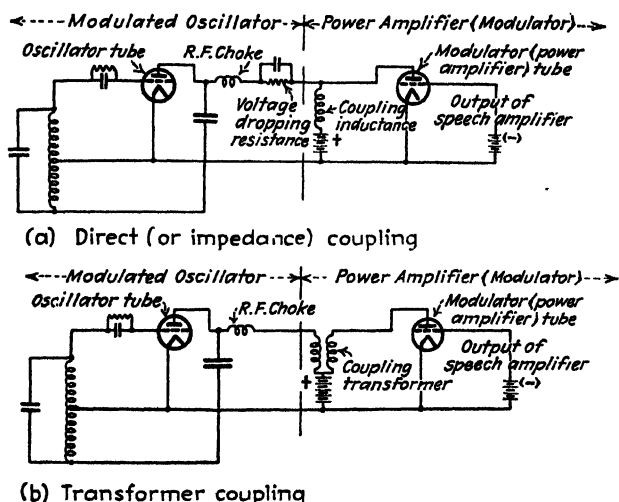 Modulated Oscillator
Power Amplifier (Modulator)
Oscillator tube
R.F. Choke
Modulator (power
amplifier) tube
Voltage
dropping
resistance
Coupling
inductance
Output of
speech amplifier
+
(-)
(a) Direct (or impedance) coupling
Modulated Oscillator
Power Amplifier (Modulator)
Oscillator tube
R.F. Choke
Modulator (power
amplifier) tube
Output of
speech amplifier
Coupling
transformer
+
(-)
(b) Transformer coupling